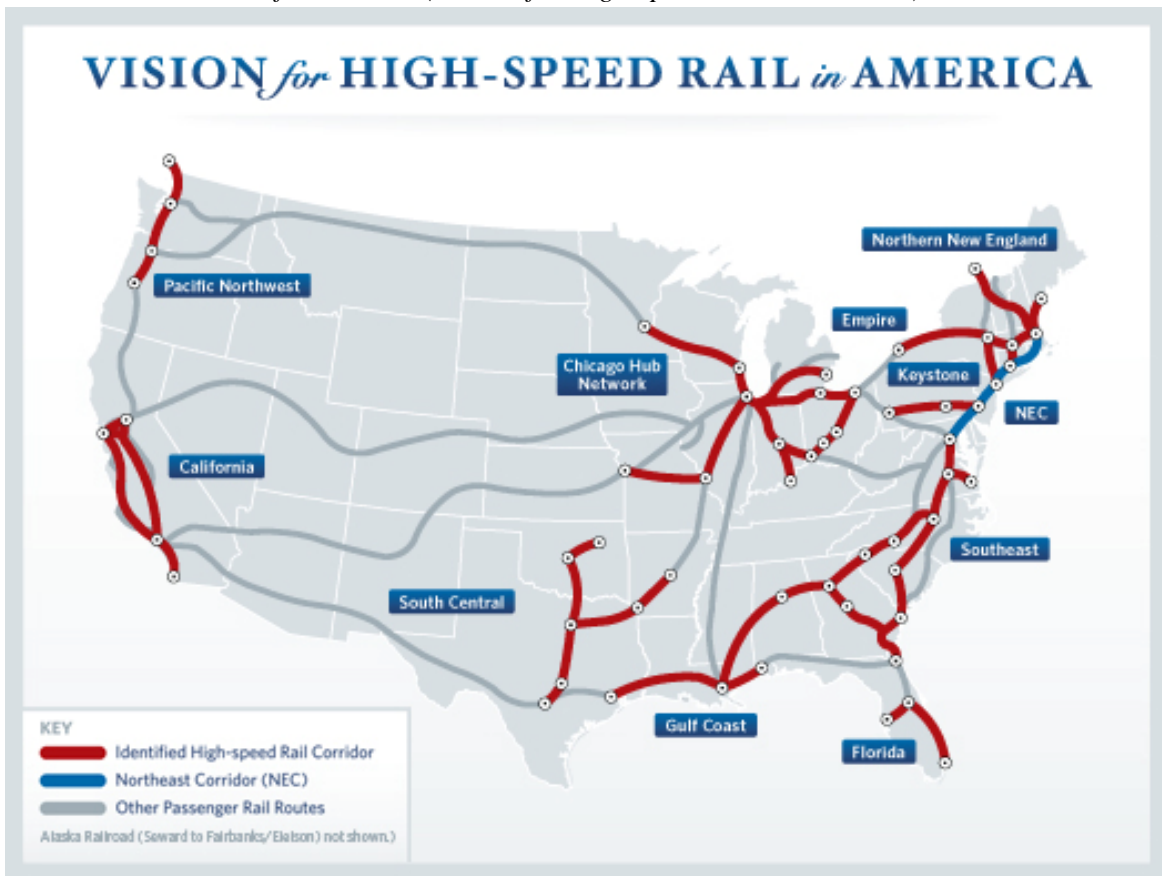 VISION for HIGH-SPEED RAIL in AMERICA
Northern New England
Pacific Northwest
Empire
Chicago Hub
Network
Keystone
NEC
California
Southeast
South Central
Gulf Coast
Florida
KEY
Identified High-speed Rail Corridor
Northeast Corridor (NEC)
Other Passenger Rail Routes
Alaska Railroad (Seward to Fairbanks/Eielson) not shown.)